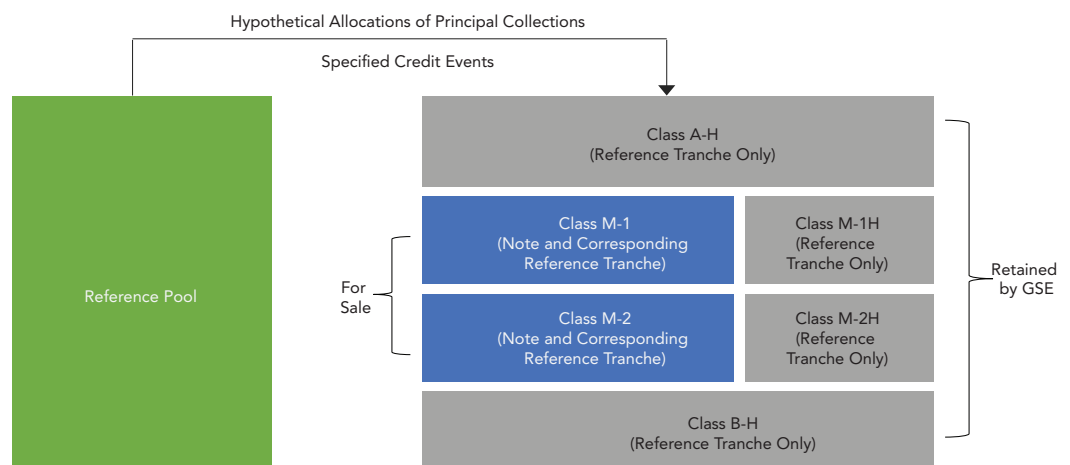 Hypothetical Allocations of Principal Collections
Specified Credit Events
Reference Pool
For
Sale
Class A-H
(Reference Tranche Only)
Class M-1
(Note and Corresponding
Reference Tranche)
Class M-1H
(Reference
Tranche Only)
Class M-2
(Note and Corresponding
Reference Tranche)
Class M-2H
(Reference
Tranche Only)
Class B-H
(Reference Tranche Only)
Retained
by GSE